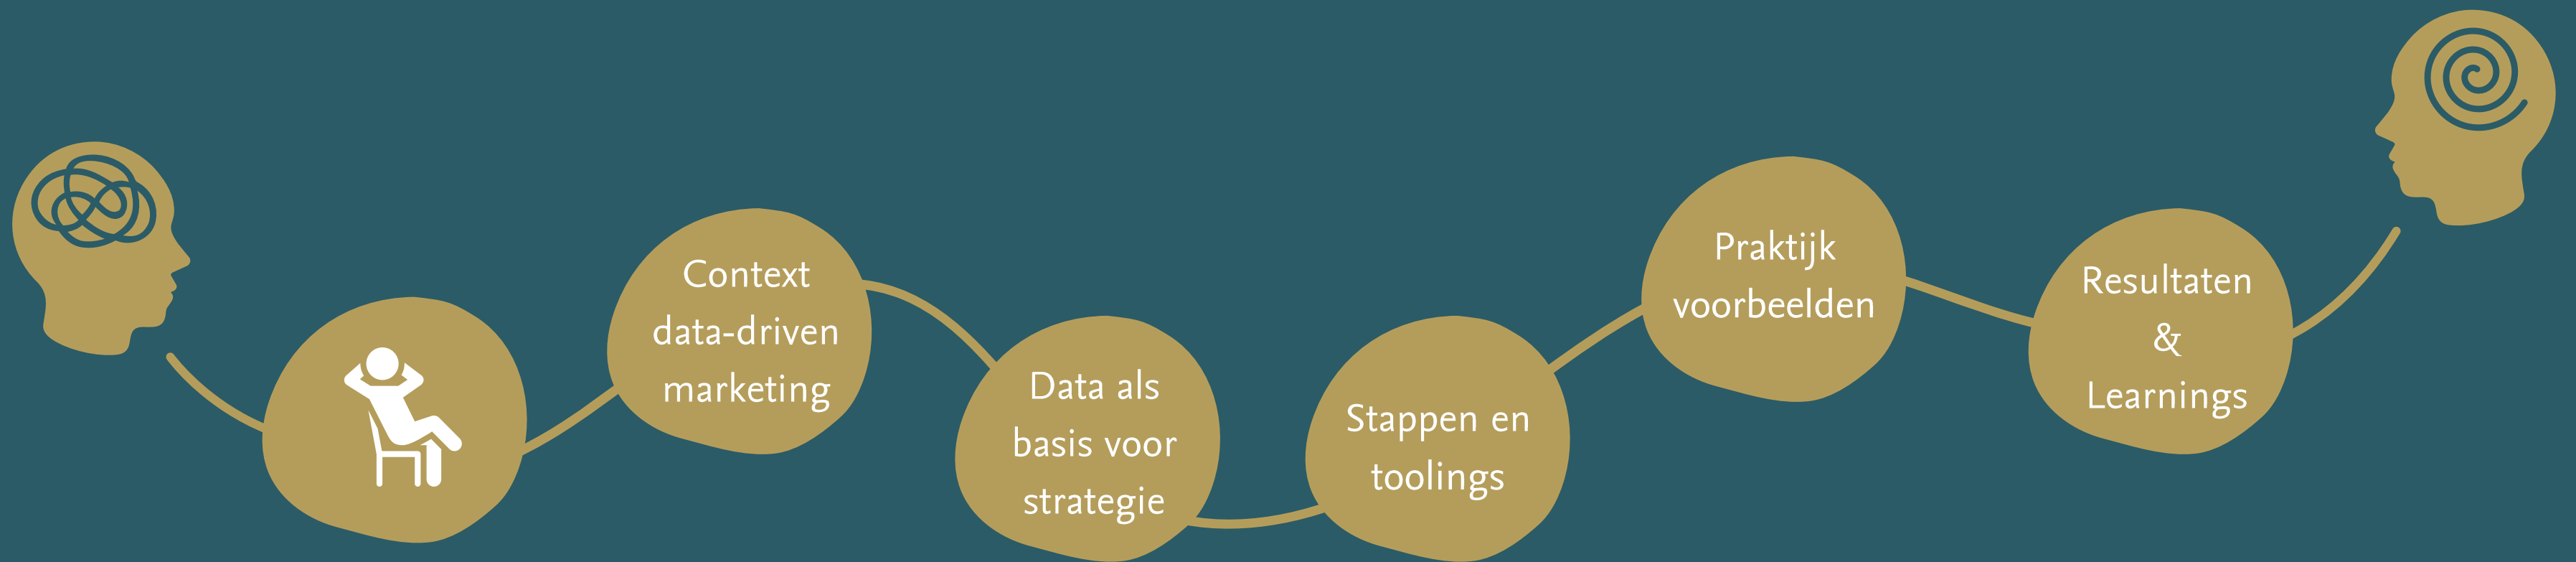 Context
data-driven
marketing
Data als
basis voor
strategie
Stappen en
toolings
Praktijk
voorbeelden
Resultaten
&
Learnings